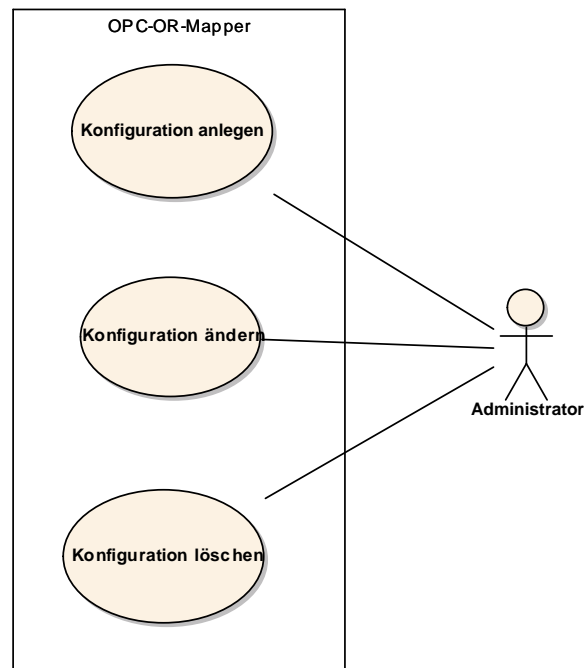 OPC-OR-Mapper
Konfiguration anlegen
Konfiguration ändern
Administrator
Konfiguration löschen